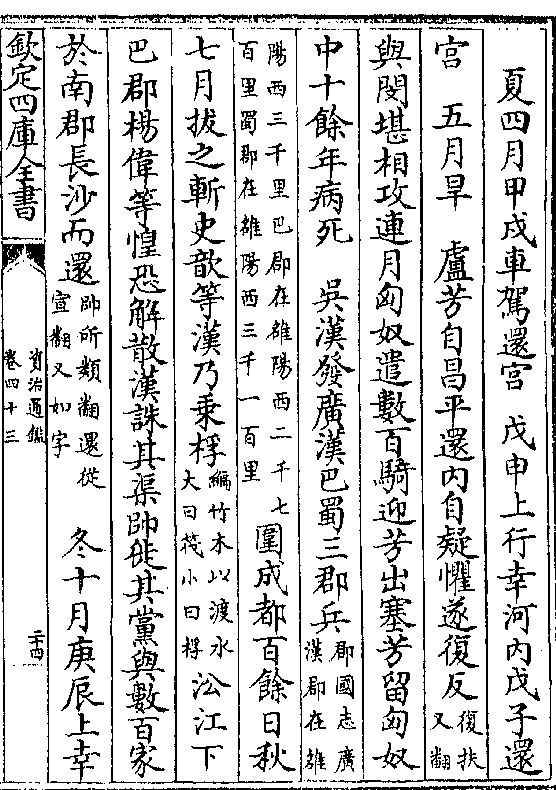 夏四月甲戌車駕還宮　戊申上行幸河内戊子還
宮　五月旱　盧芳自昌平還内自疑懼遂復反復扶又翻
與閔堪相攻連月匈奴遣數百騎迎芳出塞芳留匈奴
中十餘年病死　吳漢發廣漢巴蜀三郡兵郡國志廣漢郡在雒
陽西三千里巴郡在雒陽西二千七百里蜀郡在雒陽西三千一百里圍成都百餘日秋
七月拔之斬史歆等漢乃乗桴編竹木以渡水大曰筏小曰桴沿江下
巴郡楊偉等惶恐解散漢誅其渠帥徙其黨與數百家
於南郡長沙而還帥所類翻還從宣翻又如字　冬十月庚辰上幸
欽定四庫全書
資治通鑑
卷四十三
二十四